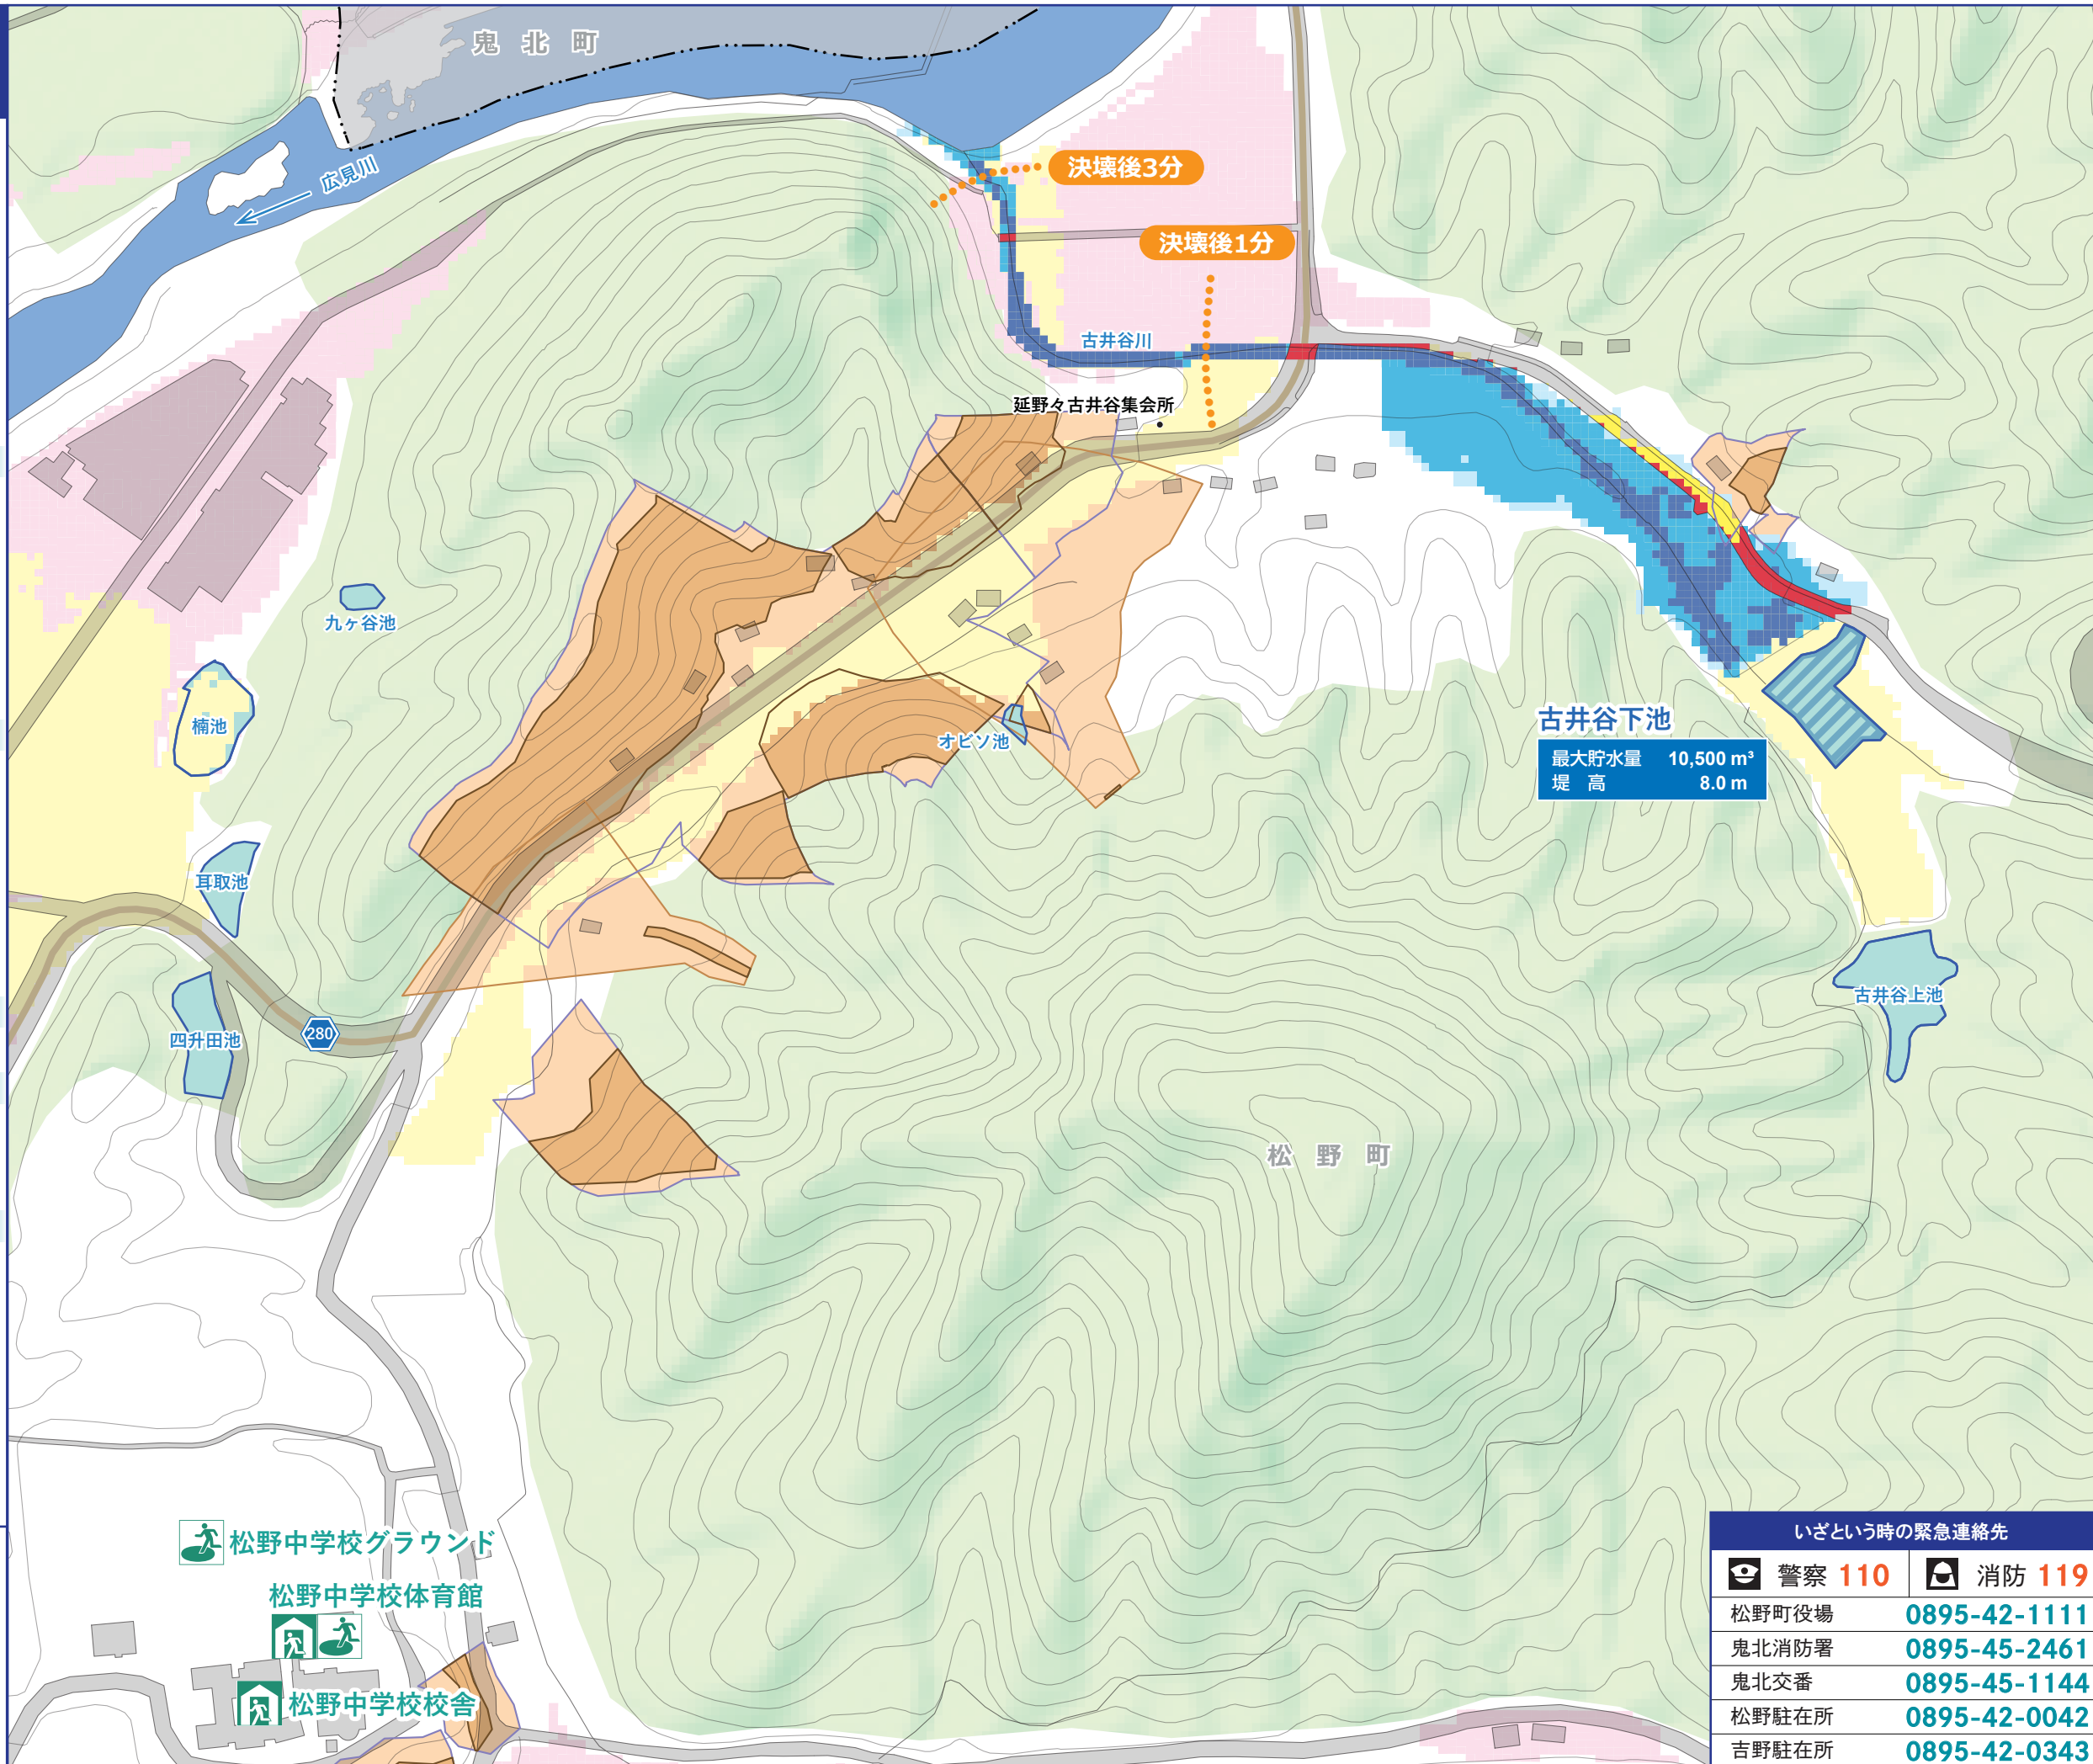 鬼北町
広見川
決壊後3分
決壊後1分
古井谷川
延野々古井谷集会所
九ヶ谷池
楠池
オビソ池
古井谷下池
最大貯水量 10,500 m³
堤 高 8.0 m
耳取池
古井谷上池
四升田池
280
松 野 町
松野中学校グラウンド
松野中学校体育館
松野中学校校舎
いざという時の緊急連絡先
警察 110 消防 119
松野町役場 0895-42-1111
鬼北消防署 0895-45-2461
鬼北交番 0895-45-1144
松野駐在所 0895-42-0042
吉野駐在所 0895-42-0343